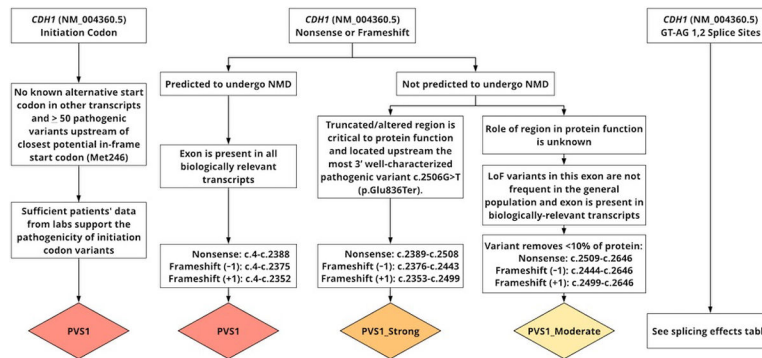 CDH1 (NM_004360.5)
Initiation Codon
CDH1 (NM_004360.5)
Nonsense or Frameshift
CDH1 (NM_004360.5)
GT-AG 1,2 Splice Sites
Predicted to undergo NMD
Not predicted to undergo NMD
No known alternative start
codon in other transcripts
and ≥ 50 pathogenic
variants upstream of
closest potential in-frame
start codon (Met246)
Exon is present in all
biologically relevant
transcripts
Truncated/altered region is
critical to protein function
and located upstream the
most 3’ well-characterized
pathogenic variant c.2506G>T
(p.Glu836Ter).
Role of region in protein function
is unknown
LoF variants in this exon are not
frequent in the general
population and exon is present in
biologically-relevant transcripts
Sufficient patients' data
from labs support the
pathogenicity of initiation
codon variants
Nonsense: c.4-c.2388
Frameshift (−1): c.4-c.2375
Frameshift (+1): c.4-c.2352
Nonsense: c.2389-c.2508
Frameshift (−1): c.2376-c.2443
Frameshift (+1): c.2353-c.2499
Variant removes <10% of protein:
Nonsense: c.2509-c.2646
Frameshift (−1): c.2444-c.2646
Frameshift (+1): c.2499-c.2646
PVS1
PVS1
PVS1_Strong
PVS1_Moderate
See splicing effects tabl